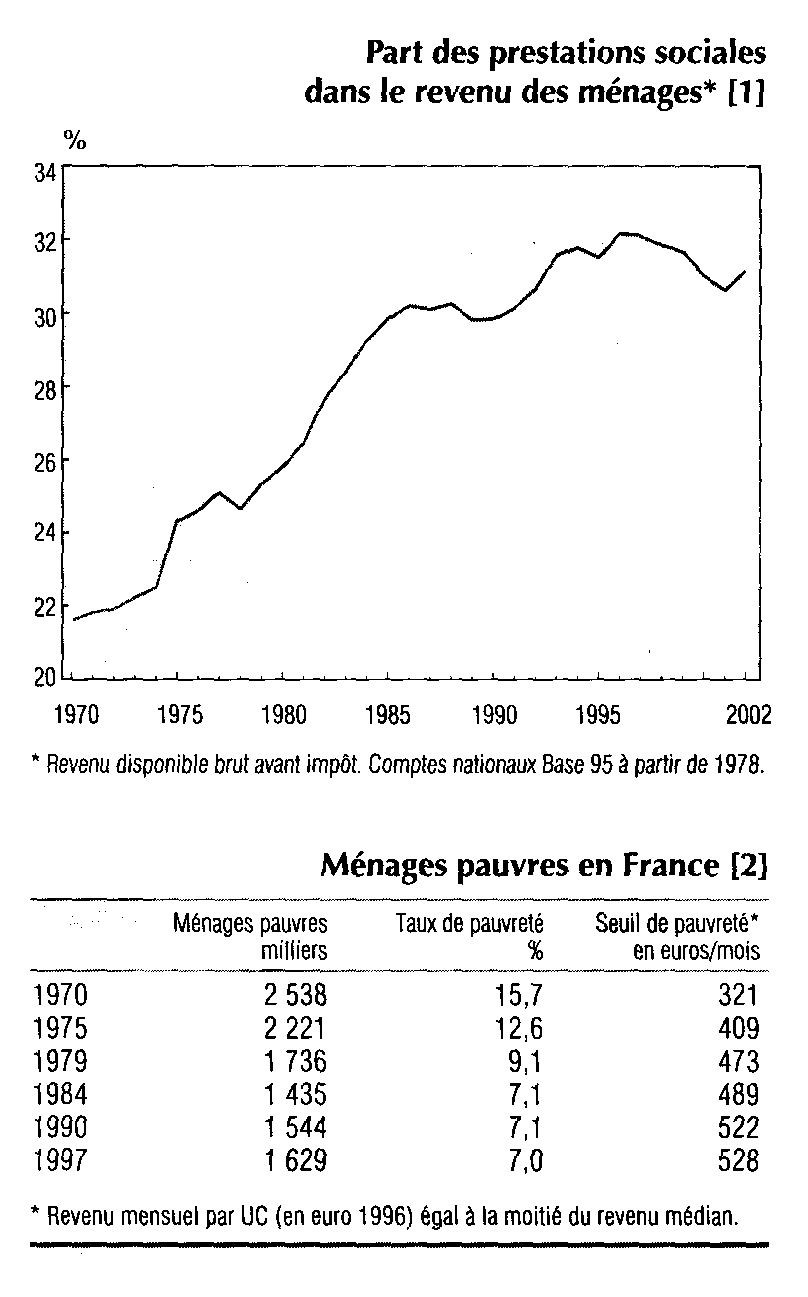 Part des prestations sociales
dans le revenu des ménages* [1]
%
34
32
30
28
26
24
22
20
1970 1975 1980 1985 1990 1995 2002
* Revenu disponible brut avant impôt. Comptes nationaux Base 95 à partir de 1978.
Ménages pauvres en France [2]
Ménages pauvres Taux de pauvreté Seuil de pauvreté*
milliers % en euros/mois
1970 2 538 15,7 321
1975 2 221 12,6 409
1979 1 736 9,1 473
1984 1 435 7,1 489
1990 1 544 7,1 522
1997 1 629 7,0 528
* Revenu mensuel par UC (en euro 1996) égal à la moitié du revenu médian.